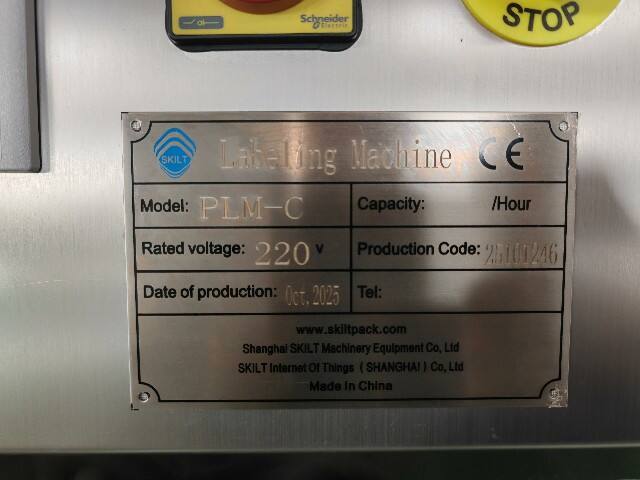 Schneider
Electric
STOP
SKILT
Labeling Machine CE
Model: PLM-C
Capacity: /Hour
Rated voltage: 220 v
Production Code: 25101246
Date of production: Oct.2025
Tel:
www.skiltpack.com
Shanghai SKILT Machinery Equipment Co, Ltd
SKILT Internet Of Things ( SHANGHAI ) Co, Ltd
Made in China